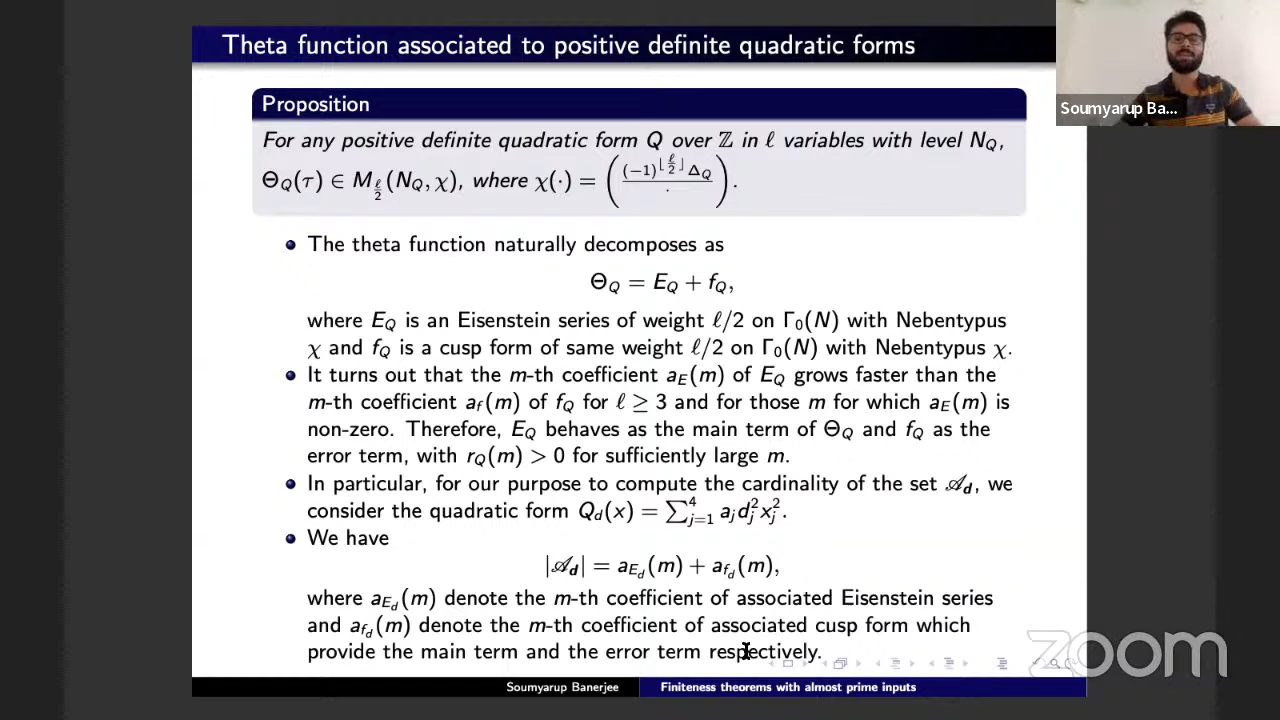 Theta function associated to positive definite quadratic forms
Soumyarup Ba...
Proposition
For any positive definite quadratic form Q over ℤ in ℓ variables with level N_Q,
Θ_Q(τ) ∈ M_{ℓ/2}(N_Q, χ), where χ(·) = ( (-1)^{⌊ℓ/2⌋} Δ_Q / · ).
• The theta function naturally decomposes as
Θ_Q = E_Q + f_Q,
where E_Q is an Eisenstein series of weight ℓ/2 on Γ_0(N) with Nebentypus
χ and f_Q is a cusp form of same weight ℓ/2 on Γ_0(N) with Nebentypus χ.
• It turns out that the m-th coefficient a_E(m) of E_Q grows faster than the
m-th coefficient a_f(m) of f_Q for ℓ ≥ 3 and for those m for which a_E(m) is
non-zero. Therefore, E_Q behaves as the main term of Θ_Q and f_Q as the
error term, with r_Q(m) > 0 for sufficiently large m.
• In particular, for our purpose to compute the cardinality of the set 𝒜_d, we
consider the quadratic form Q_d(x) = ∑_{j=1}^4 a_j d_j^2 x_j^2.
• We have
|𝒜_d| = a_{E_d}(m) + a_{f_d}(m),
where a_{E_d}(m) denote the m-th coefficient of associated Eisenstein series
and a_{f_d}(m) denote the m-th coefficient of associated cusp form which
provide the main term and the error term respectively.
zoom
Soumyarup Banerjee
Finiteness theorems with almost prime inputs